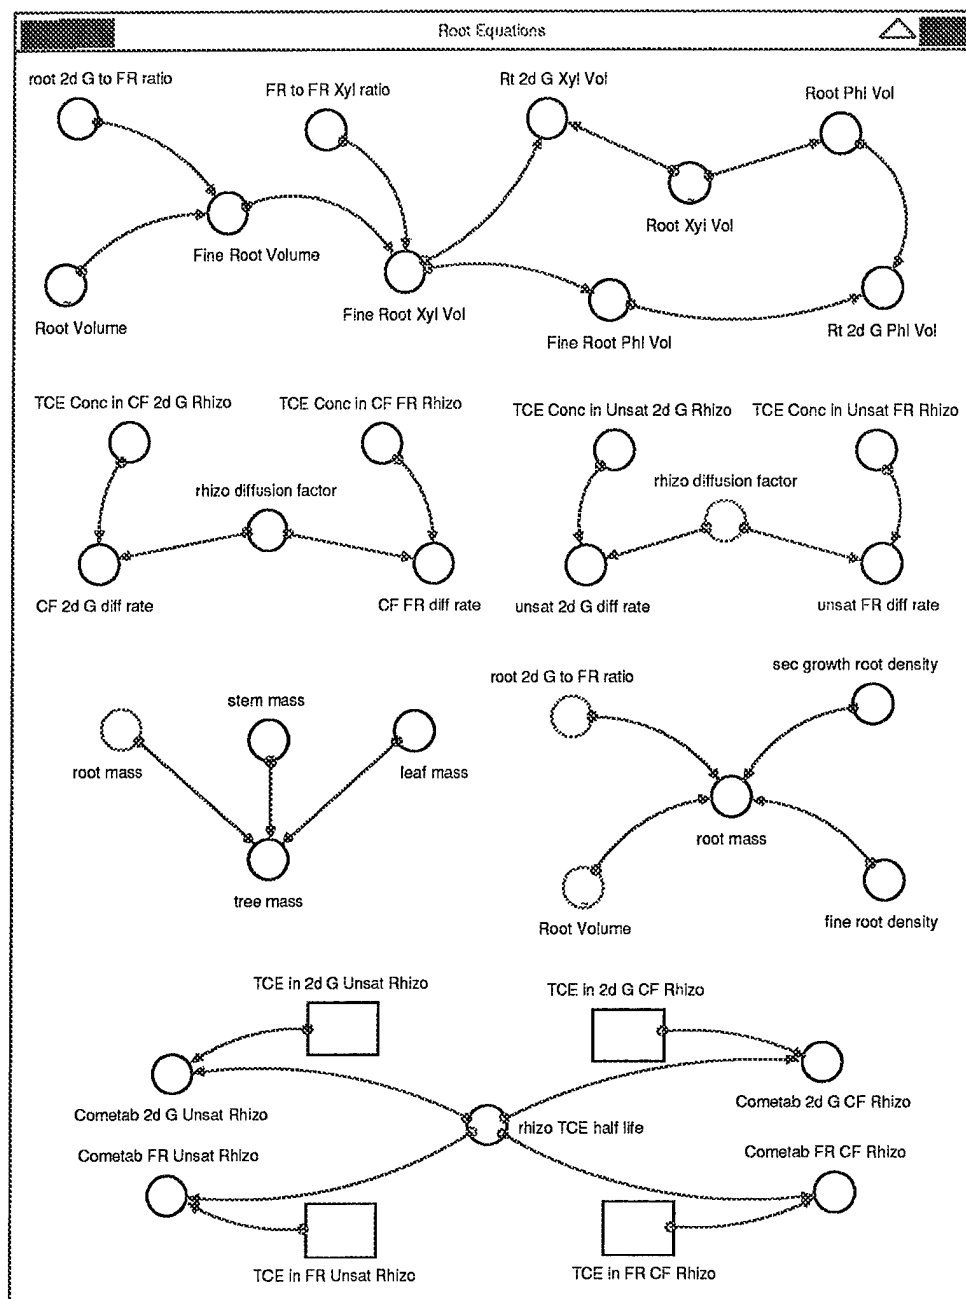 Root Equations
root 2d G to FR ratio
FR to FR Xyl ratio
Rt 2d G Xyl Vol
Root Phl Vol
Root Xyl Vol
Fine Root Volume
Root Volume
Fine Root Xyl Vol
Fine Root Phl Vol
Rt 2d G Phl Vol
TCE Conc in CF 2d G Rhizo
TCE Conc in CF FR Rhizo
TCE Conc in Unsat 2d G Rhizo
TCE Conc in Unsat FR Rhizo
rhizo diffusion factor
rhizo diffusion factor
CF 2d G diff rate
CF FR diff rate
unsat 2d G diff rate
unsat FR diff rate
root 2d G to FR ratio
sec growth root density
stem mass
root mass
leaf mass
root mass
tree mass
Root Volume
fine root density
TCE in 2d G Unsat Rhizo
TCE in 2d G CF Rhizo
Cometab 2d G Unsat Rhizo
Cometab 2d G CF Rhizo
rhizo TCE half life
Cometab FR Unsat Rhizo
Cometab FR CF Rhizo
TCE in FR Unsat Rhizo
TCE in FR CF Rhizo